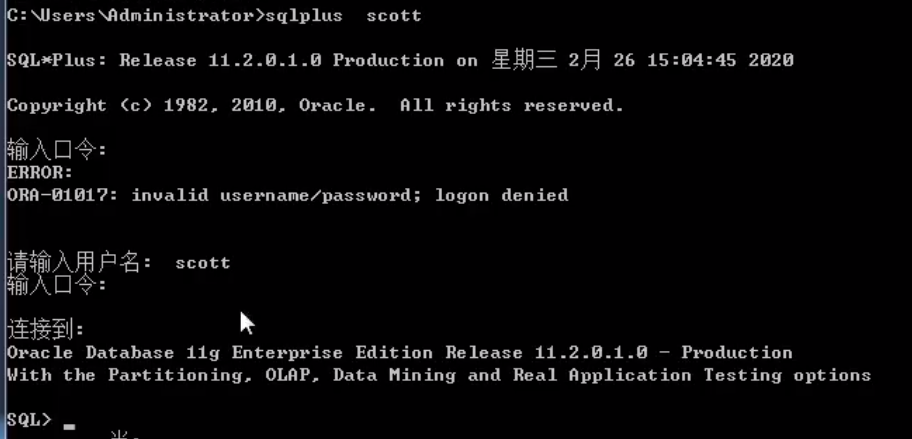 C:\Users\Administrator>sqlplus  scott
SQL*Plus: Release 11.2.0.1.0 Production on 星期三 2月 26 15:04:45 2020
Copyright (c) 1982, 2010, Oracle.  All rights reserved.
输入口令:
ERROR:
ORA-01017: invalid username/password; logon denied
请输入用户名:  scott
输入口令:
连接到:
Oracle Database 11g Enterprise Edition Release 11.2.0.1.0 - Production
With the Partitioning, OLAP, Data Mining and Real Application Testing options
SQL> _